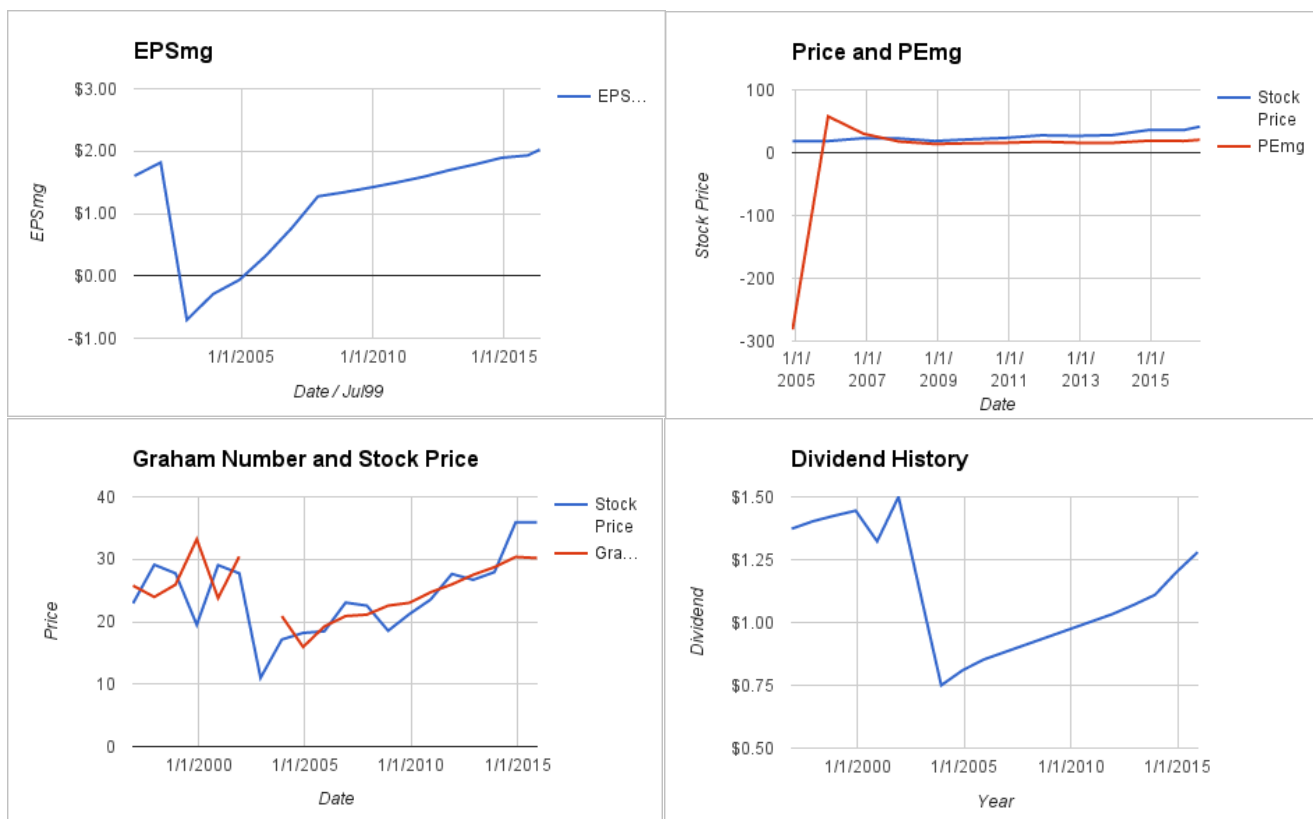 EPSmg
$3.00
$2.00
$1.00
$0.00
-$1.00
EPSmg
1/1/2005
1/1/2010
1/1/2015
Date / Jul99
EPS...
Price and PEmg
100
0
-100
-200
-300
Stock Price
1/1/
2005
1/1/
2007
1/1/
2009
1/1/
2011
1/1/
2013
1/1/
2015
Date
Stock
Price
PEmg
Graham Number and Stock Price
40
30
20
10
0
Price
1/1/2000
1/1/2005
1/1/2010
1/1/2015
Date
Stock
Price
Gra...
Dividend History
$1.50
$1.25
$1.00
$0.75
$0.50
Dividend
1/1/2000
1/1/2005
1/1/2010
1/1/2015
Year